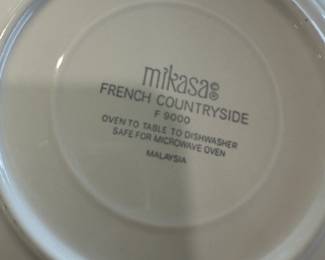 mikasa©
FRENCH COUNTRYSIDE
F 9000
OVEN TO TABLE TO DISHWASHER
SAFE FOR MICROWAVE OVEN
MALAYSIA